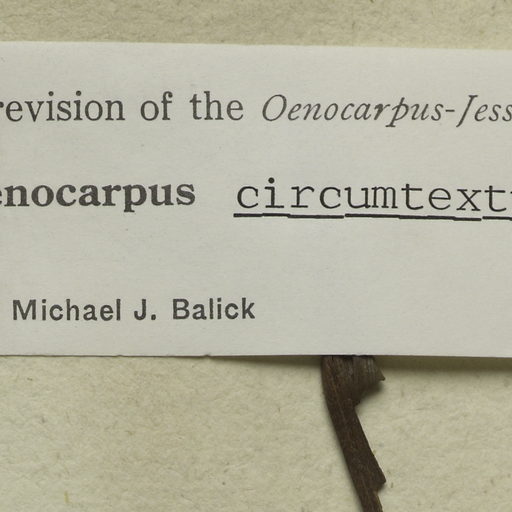 revision of the Oenocarpus-Jess
enocarpus circumtext
Michael J. Balick